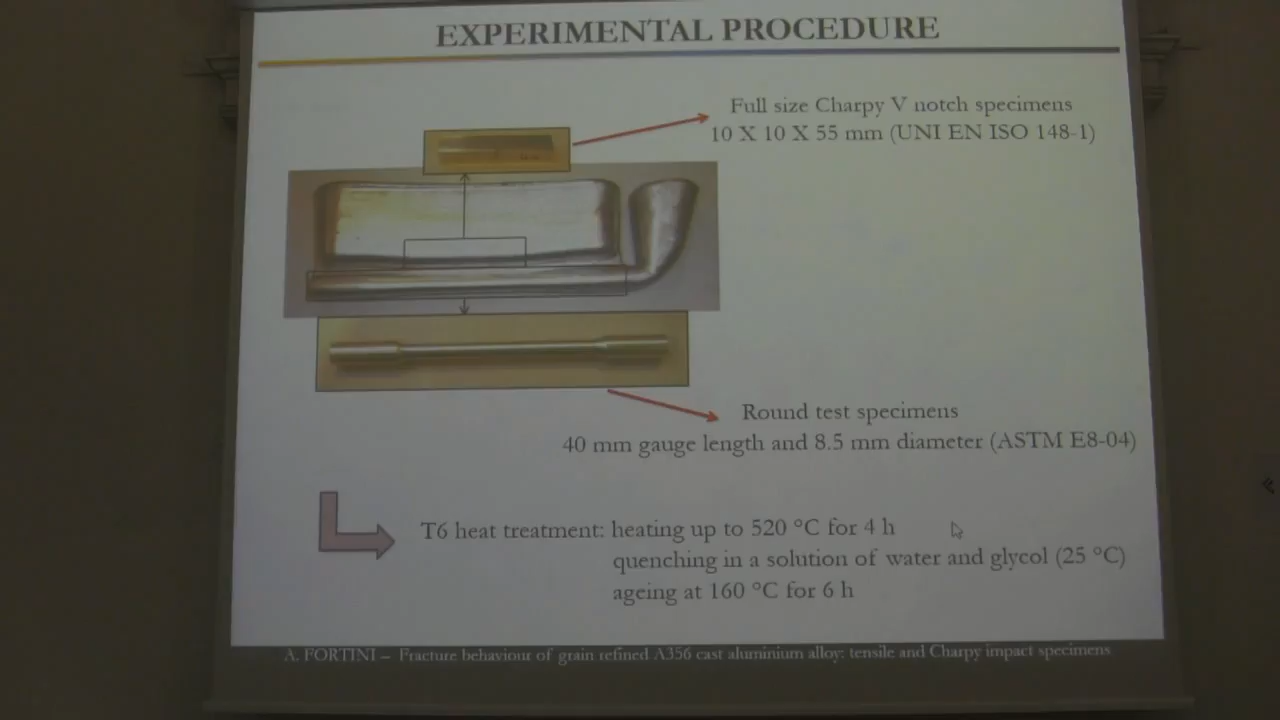 EXPERIMENTAL PROCEDURE
Full size Charpy V notch specimens
10 X 10 X 55 mm (UNI EN ISO 148-1)
Round test specimens
40 mm gauge length and 8.5 mm diameter (ASTM E8-04)
T6 heat treatment: heating up to 520 °C for 4 h
quenching in a solution of water and glycol (25 °C)
ageing at 160 °C for 6 h
A. FORTINI – Fracture behaviour of grain refined A356 cast aluminium alloy: tensile and Charpy impact specimens